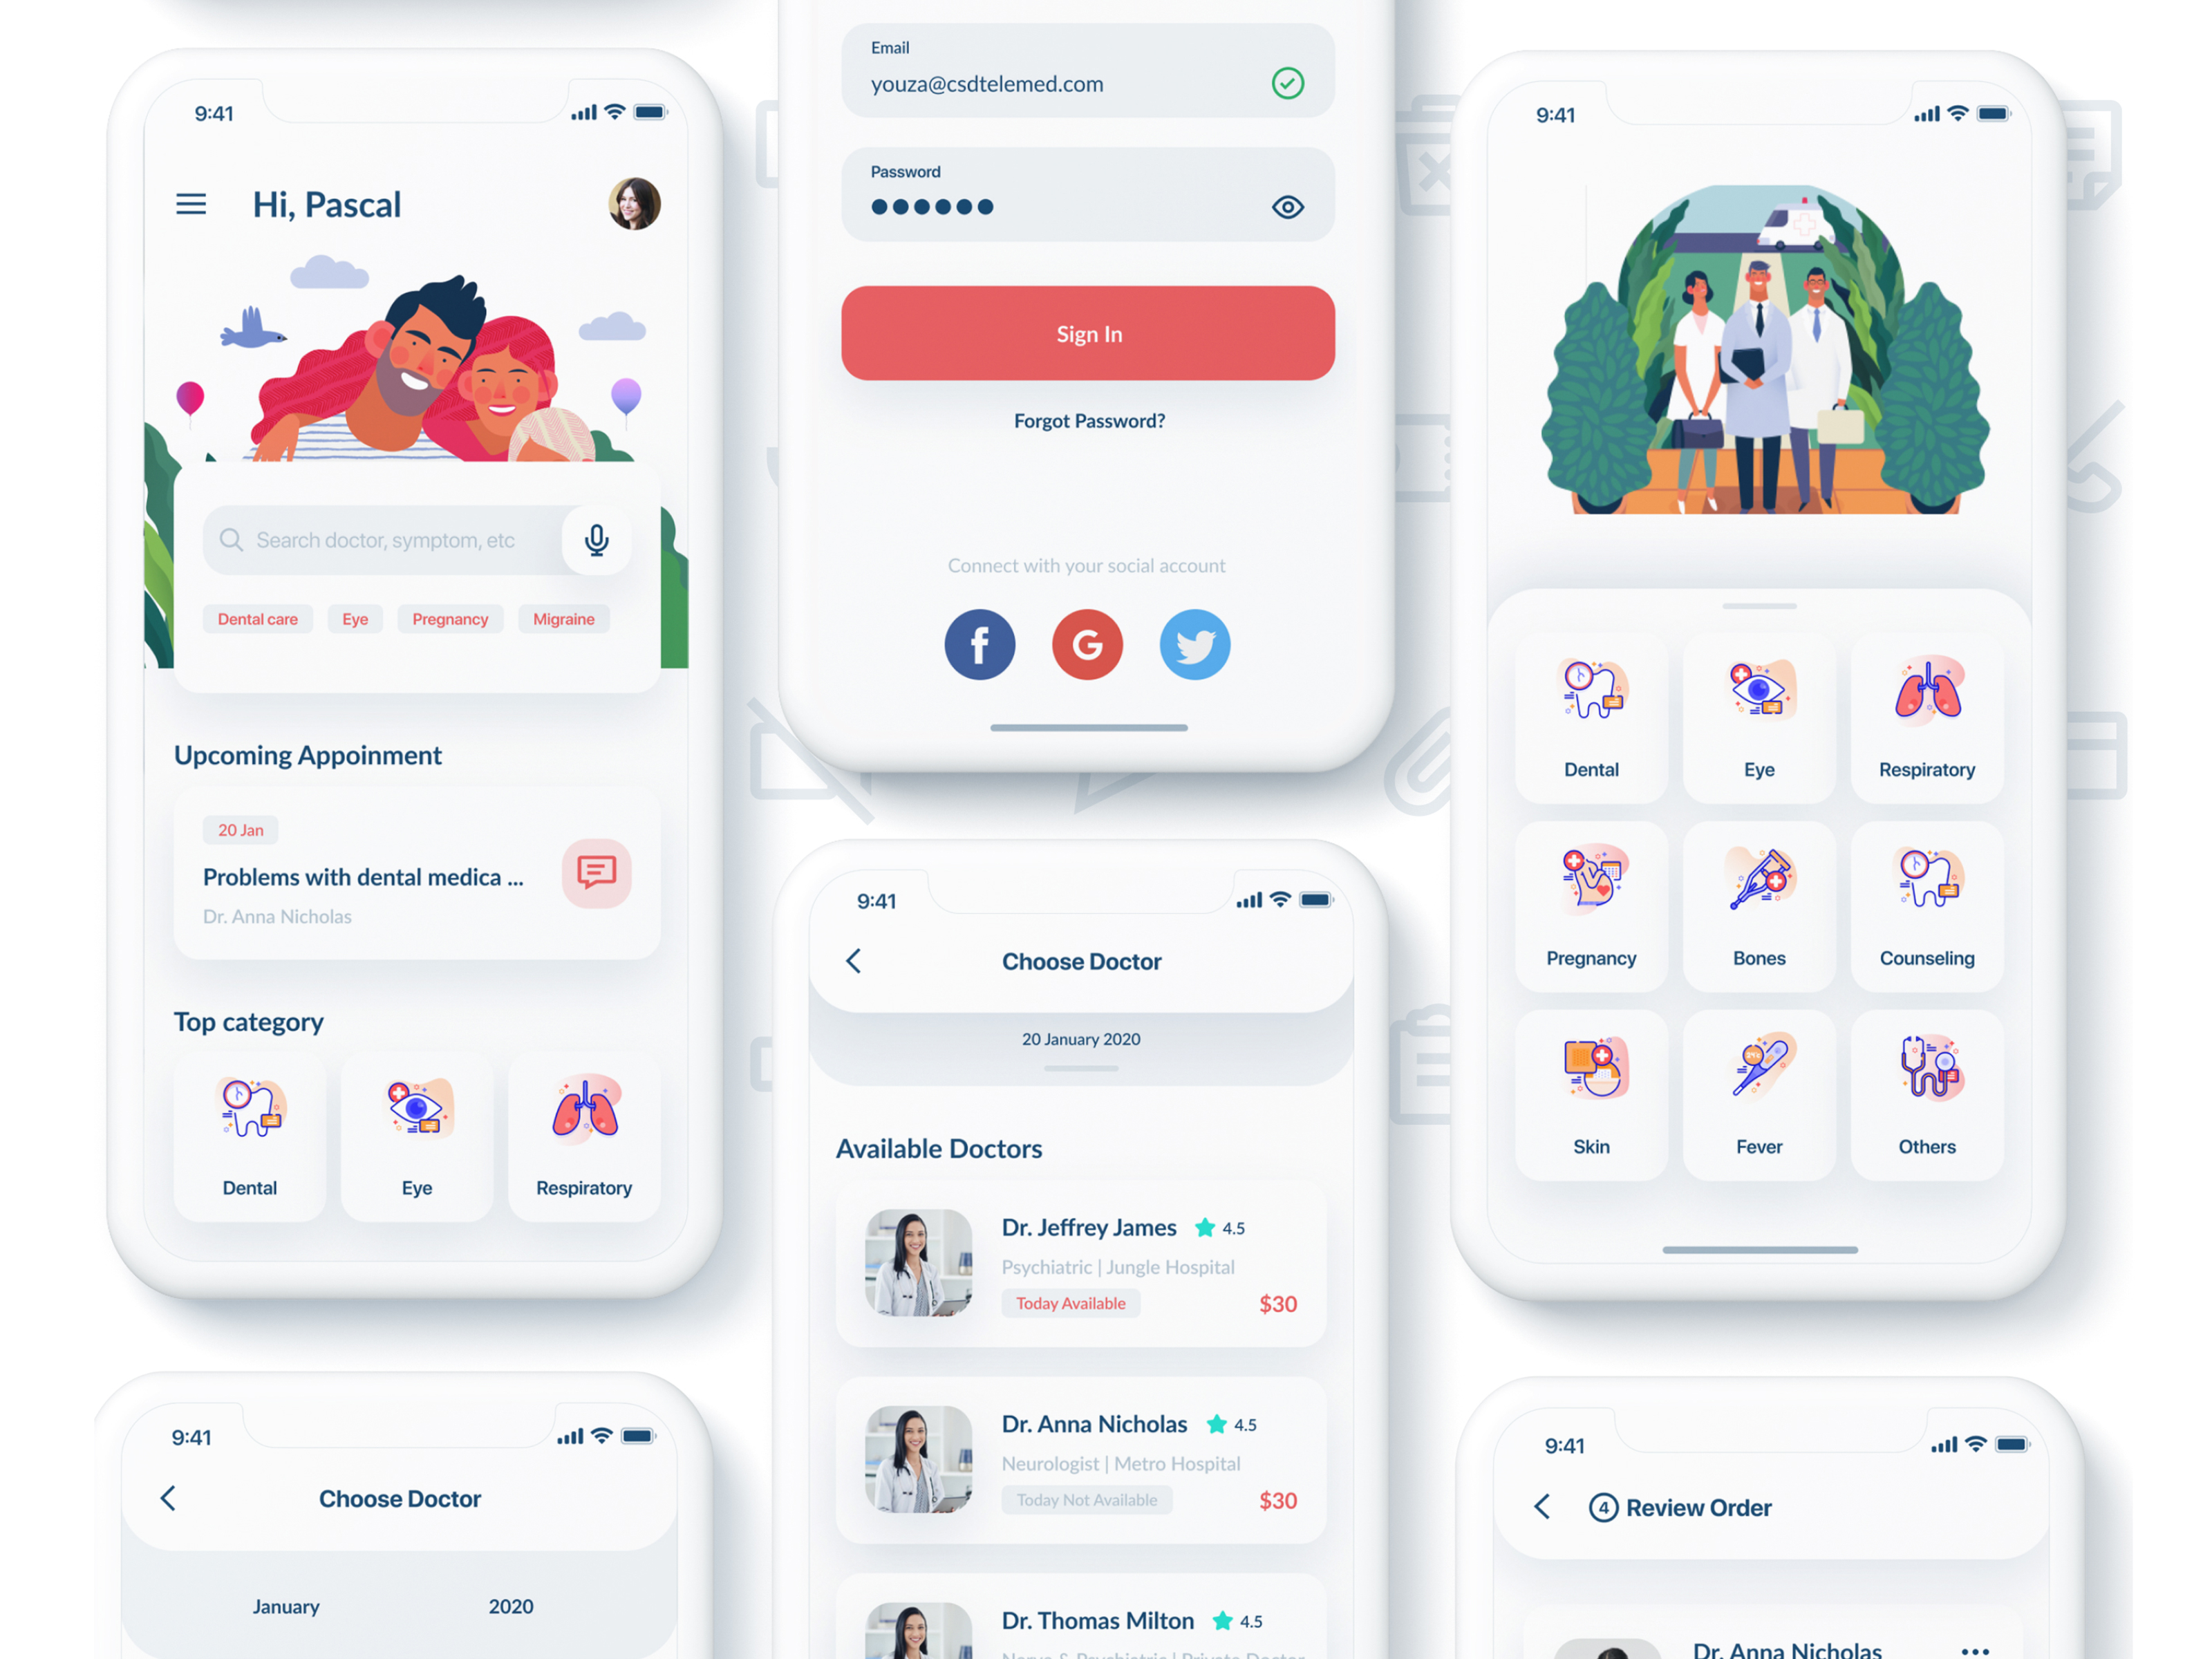 9:41
Hi, Pascal
Search doctor, symptom, etc
Dental care
Eye
Pregnancy
Migraine
Upcoming Appoinment
20 Jan
Problems with dental medica ...
Dr. Anna Nicholas
Top category
Dental
Eye
Respiratory
9:41
Choose Doctor
January 2020
Email
youza@csdtelemed.com
Password
Sign In
Forgot Password?
Connect with your social account
f
G
9:41
Choose Doctor
20 January 2020
Available Doctors
Dr. Jeffrey James 4.5
Psychiatric | Jungle Hospital
Today Available $30
Dr. Anna Nicholas 4.5
Neurologist | Metro Hospital
Today Not Available $30
Dr. Thomas Milton 4.5
Nerve & Psychiatric | Private Doctor
9:41
Dental
Eye
Respiratory
Pregnancy
Bones
Counseling
Skin
Fever
Others
9:41
4 Review Order
Dr. Anna Nicholas